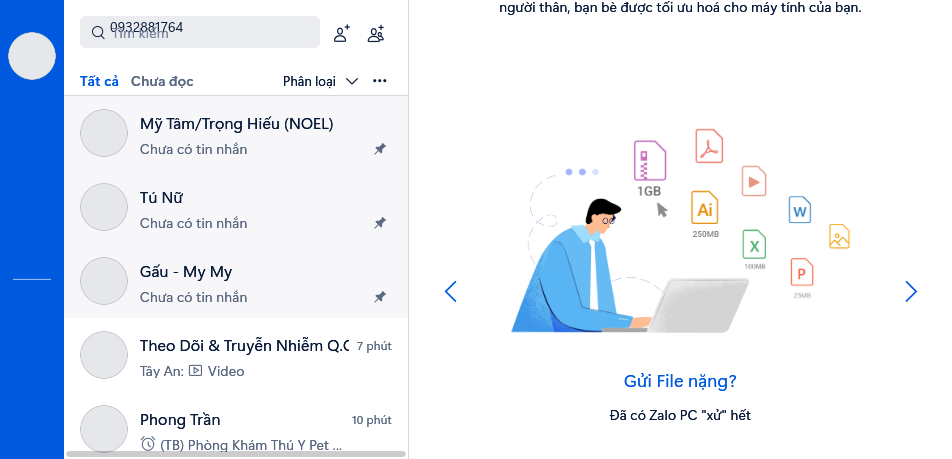 0932881764
Tìm kiếm
Tất cả Chưa đọc Phân loại
Mỹ Tâm/Trọng Hiếu (NOEL)
Chưa có tin nhắn
Tú Nữ
Chưa có tin nhắn
Gấu - My My
Chưa có tin nhắn
Theo Dõi & Truyễn Nhiễm Q. 7 phút
Tây An: Video
Phong Trần 10 phút
(TB) Phòng Khám Thú Y Pet ...
người thân, bạn bè được tối ưu hoá cho máy tính của bạn.
1GB
Ai
250MB
W
X
100MB
P
25MB
Gửi File nặng?
Đã có Zalo PC "xử" hết